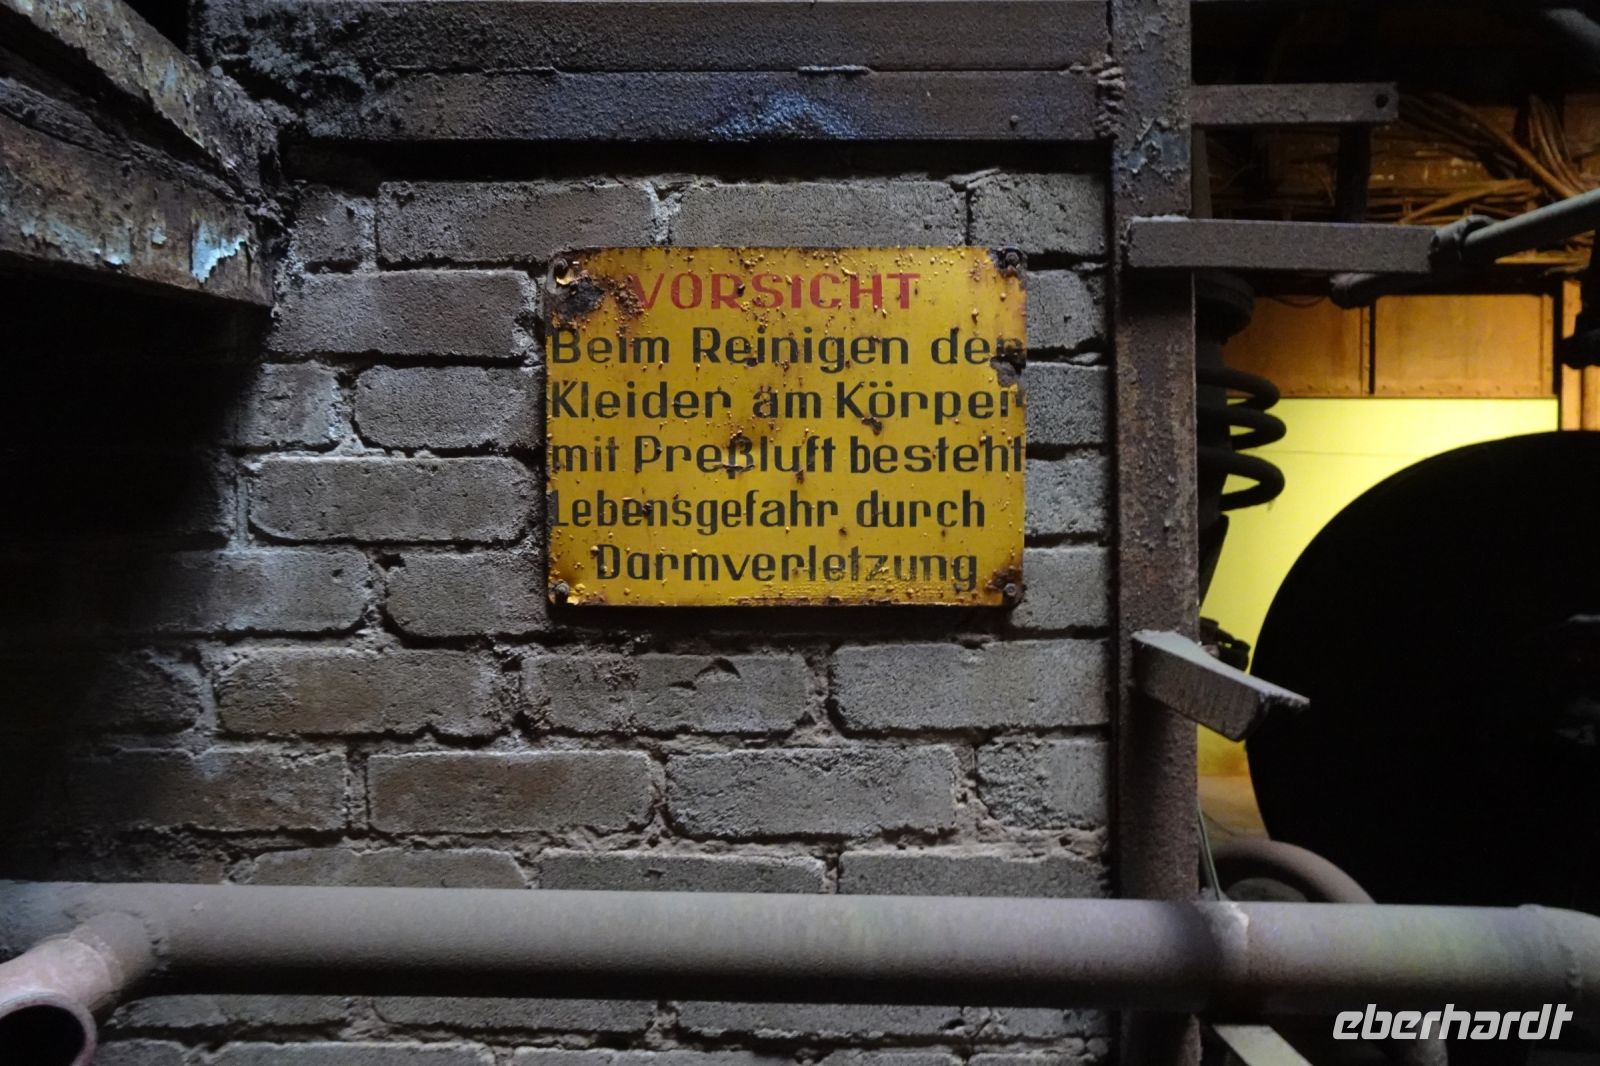 VORSICHT
Beim Reinigen der
Kleider am Körper
mit Preßluft besteht
Lebensgefahr durch
Darmverletzung
eberhardt